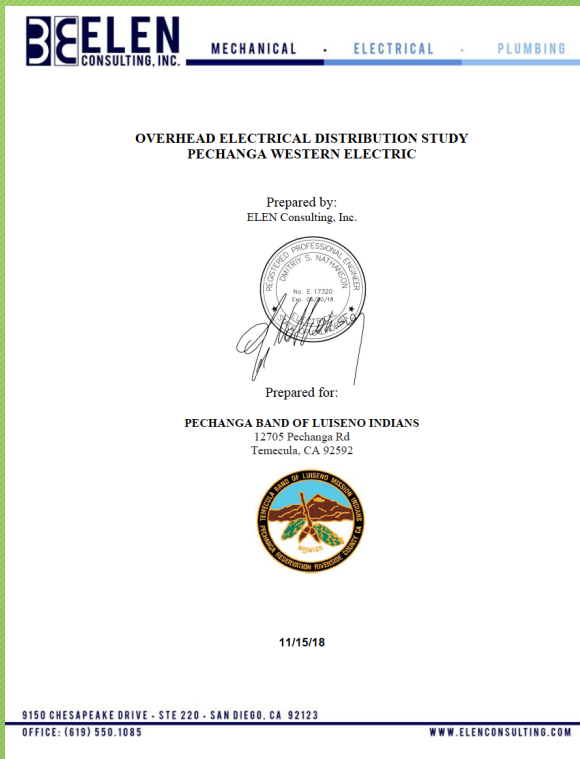 ELEN
CONSULTING, INC.
MECHANICAL · ELECTRICAL · PLUMBING
OVERHEAD ELECTRICAL DISTRIBUTION STUDY
PECHANGA WESTERN ELECTRIC
Prepared by:
ELEN Consulting, Inc.
REGISTERED PROFESSIONAL ENGINEER
DMITRIY S. NATHANSON
No. E 17320
Exp.
Prepared for:
PECHANGA BAND OF LUISENO INDIANS
12705 Pechanga Rd
Temecula, CA 92592
TEMECULA BAND OF LUISENO MISSION INDIANS
PECHANGA RESERVATION RIVERSIDE COUNTY CA
11/15/18
9150 CHESAPEAKE DRIVE - STE 220 - SAN DIEGO, CA 92123
OFFICE: (619) 550.1085
WWW.ELENCONSULTING.COM